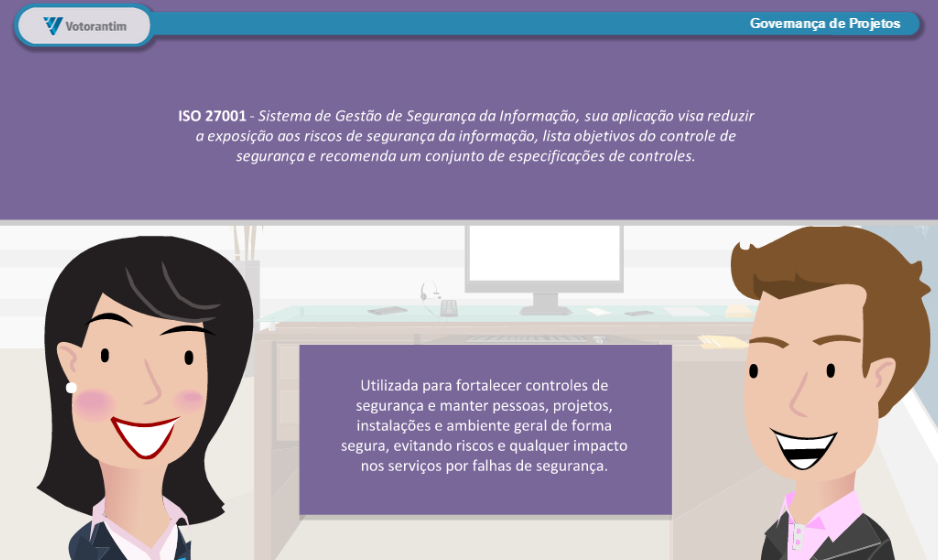 Votorantim
Governança de Projetos
ISO 27001 - Sistema de Gestão de Segurança da Informação, sua aplicação visa reduzir
a exposição aos riscos de segurança da informação, lista objetivos do controle de
segurança e recomenda um conjunto de especificações de controles.
Utilizada para fortalecer controles de
segurança e manter pessoas, projetos,
instalações e ambiente geral de forma
segura, evitando riscos e qualquer impacto
nos serviços por falhas de segurança.